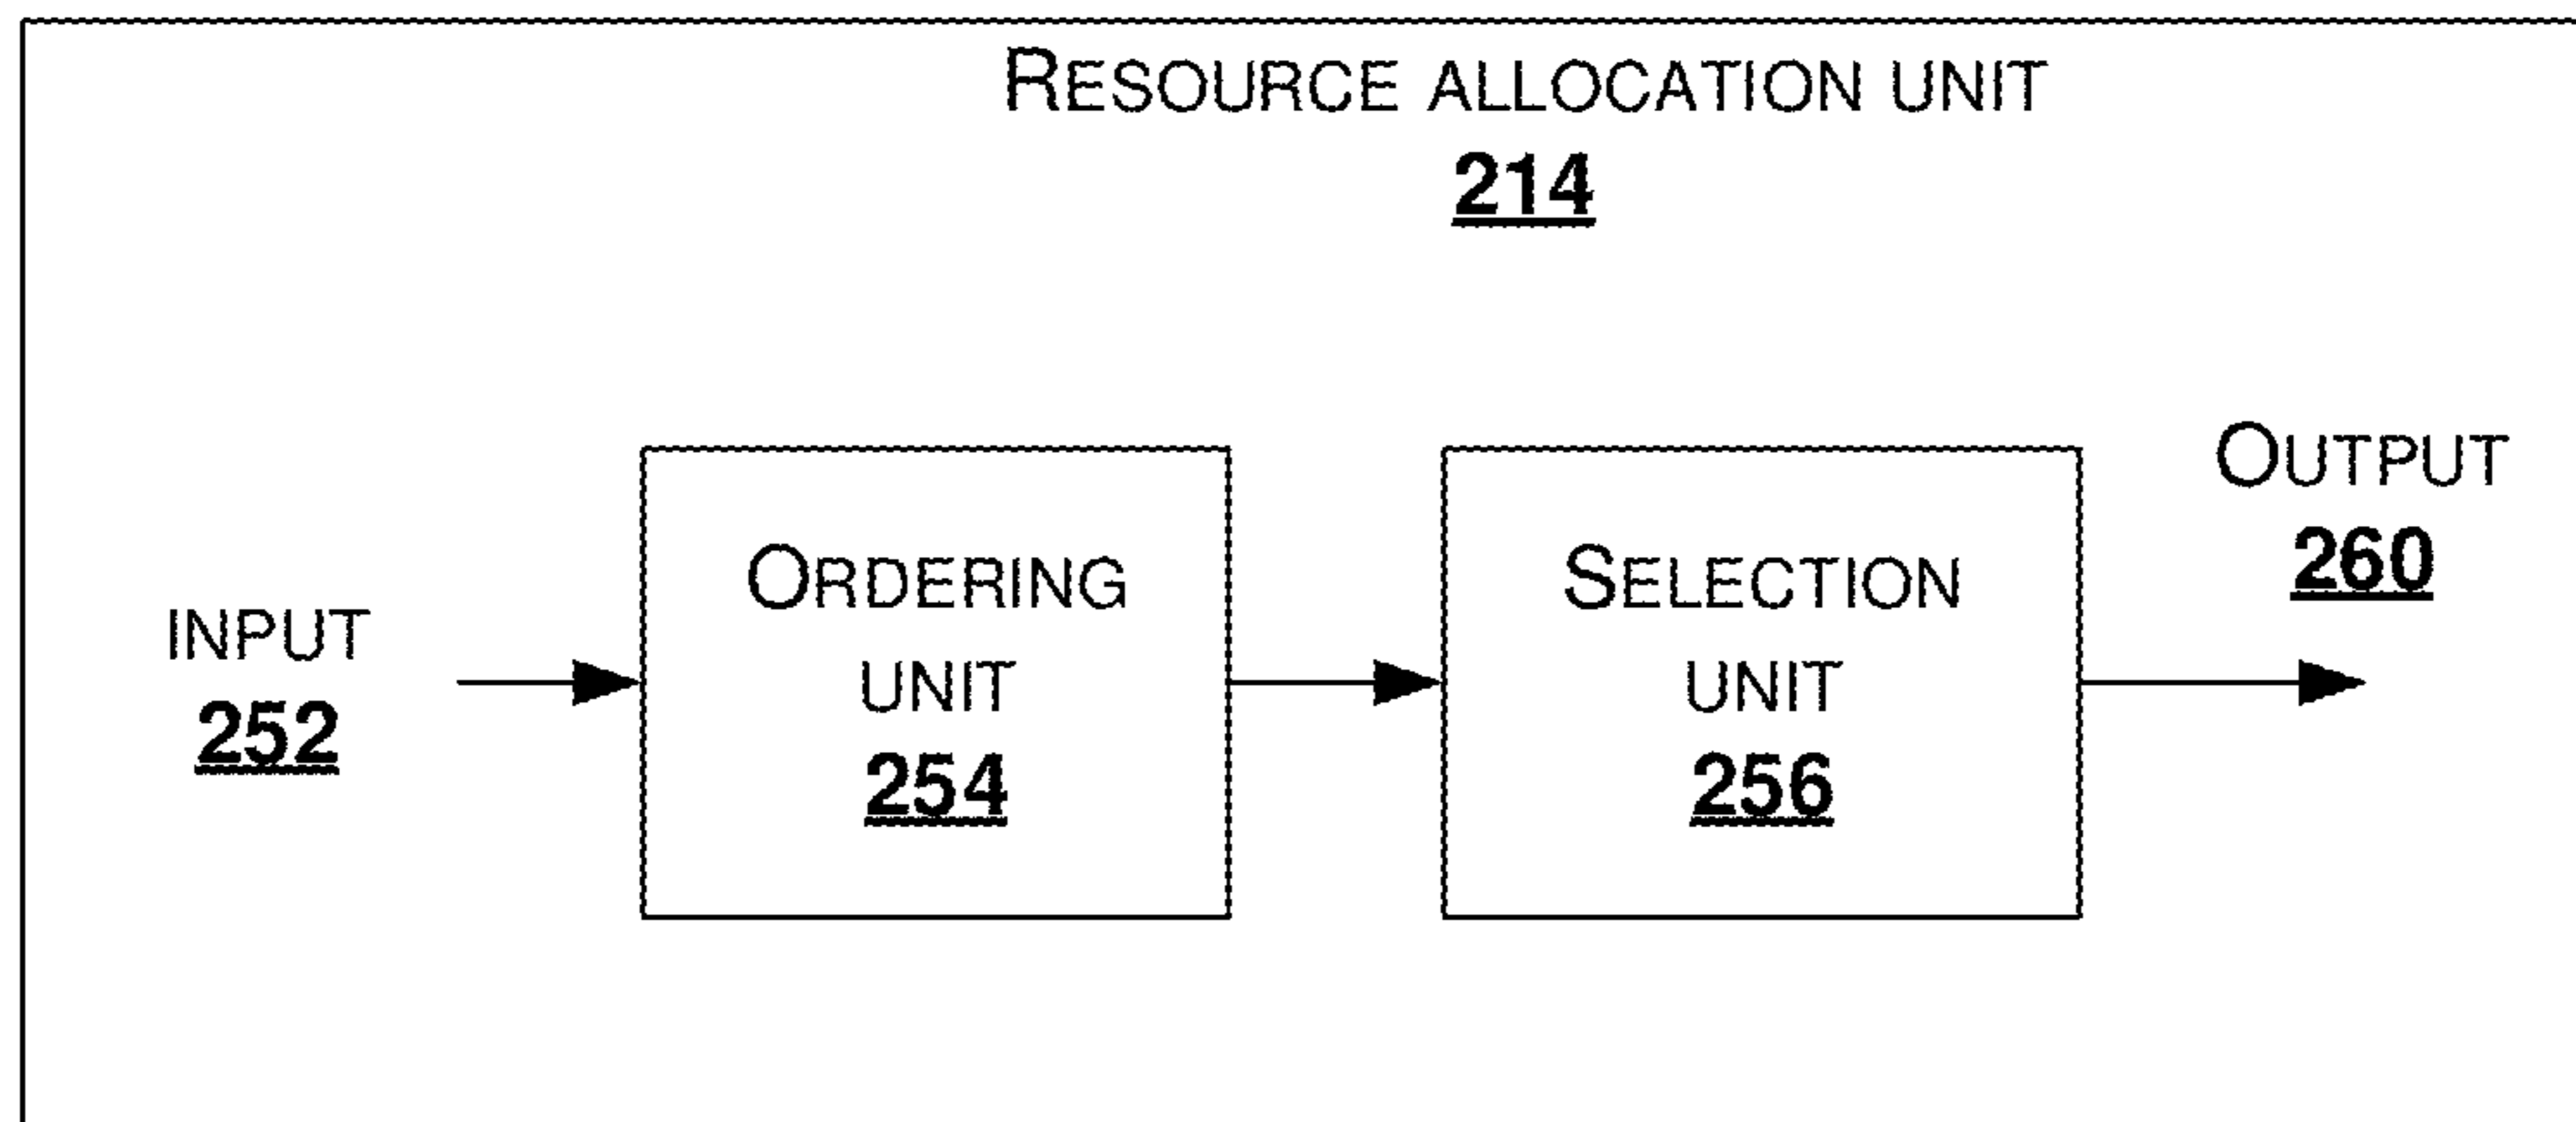 RESOURCE ALLOCATION UNIT
214
INPUT
252
ORDERING
UNIT
254
SELECTION
UNIT
256
OUTPUT
260